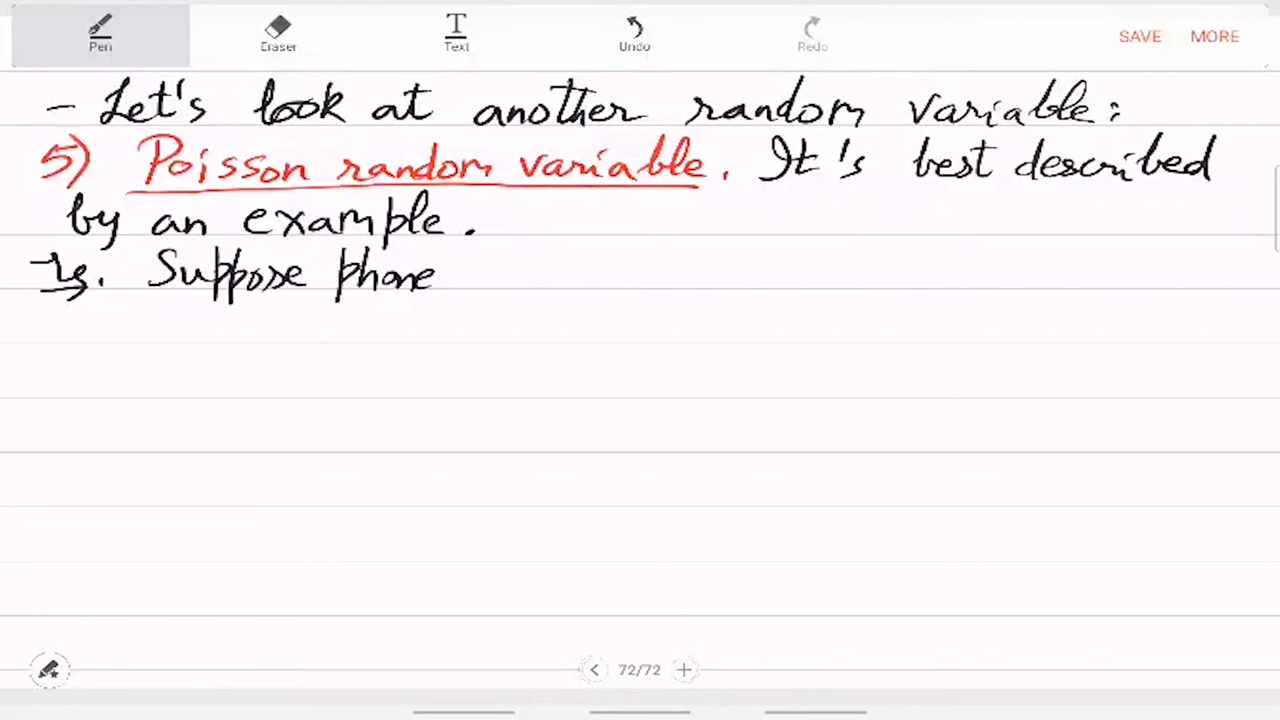 Pen Eraser Text Undo Redo SAVE MORE
- Let's look at another random variable:
5) Poisson random variable. It's best described
by an example.
Suppose phone
72/72